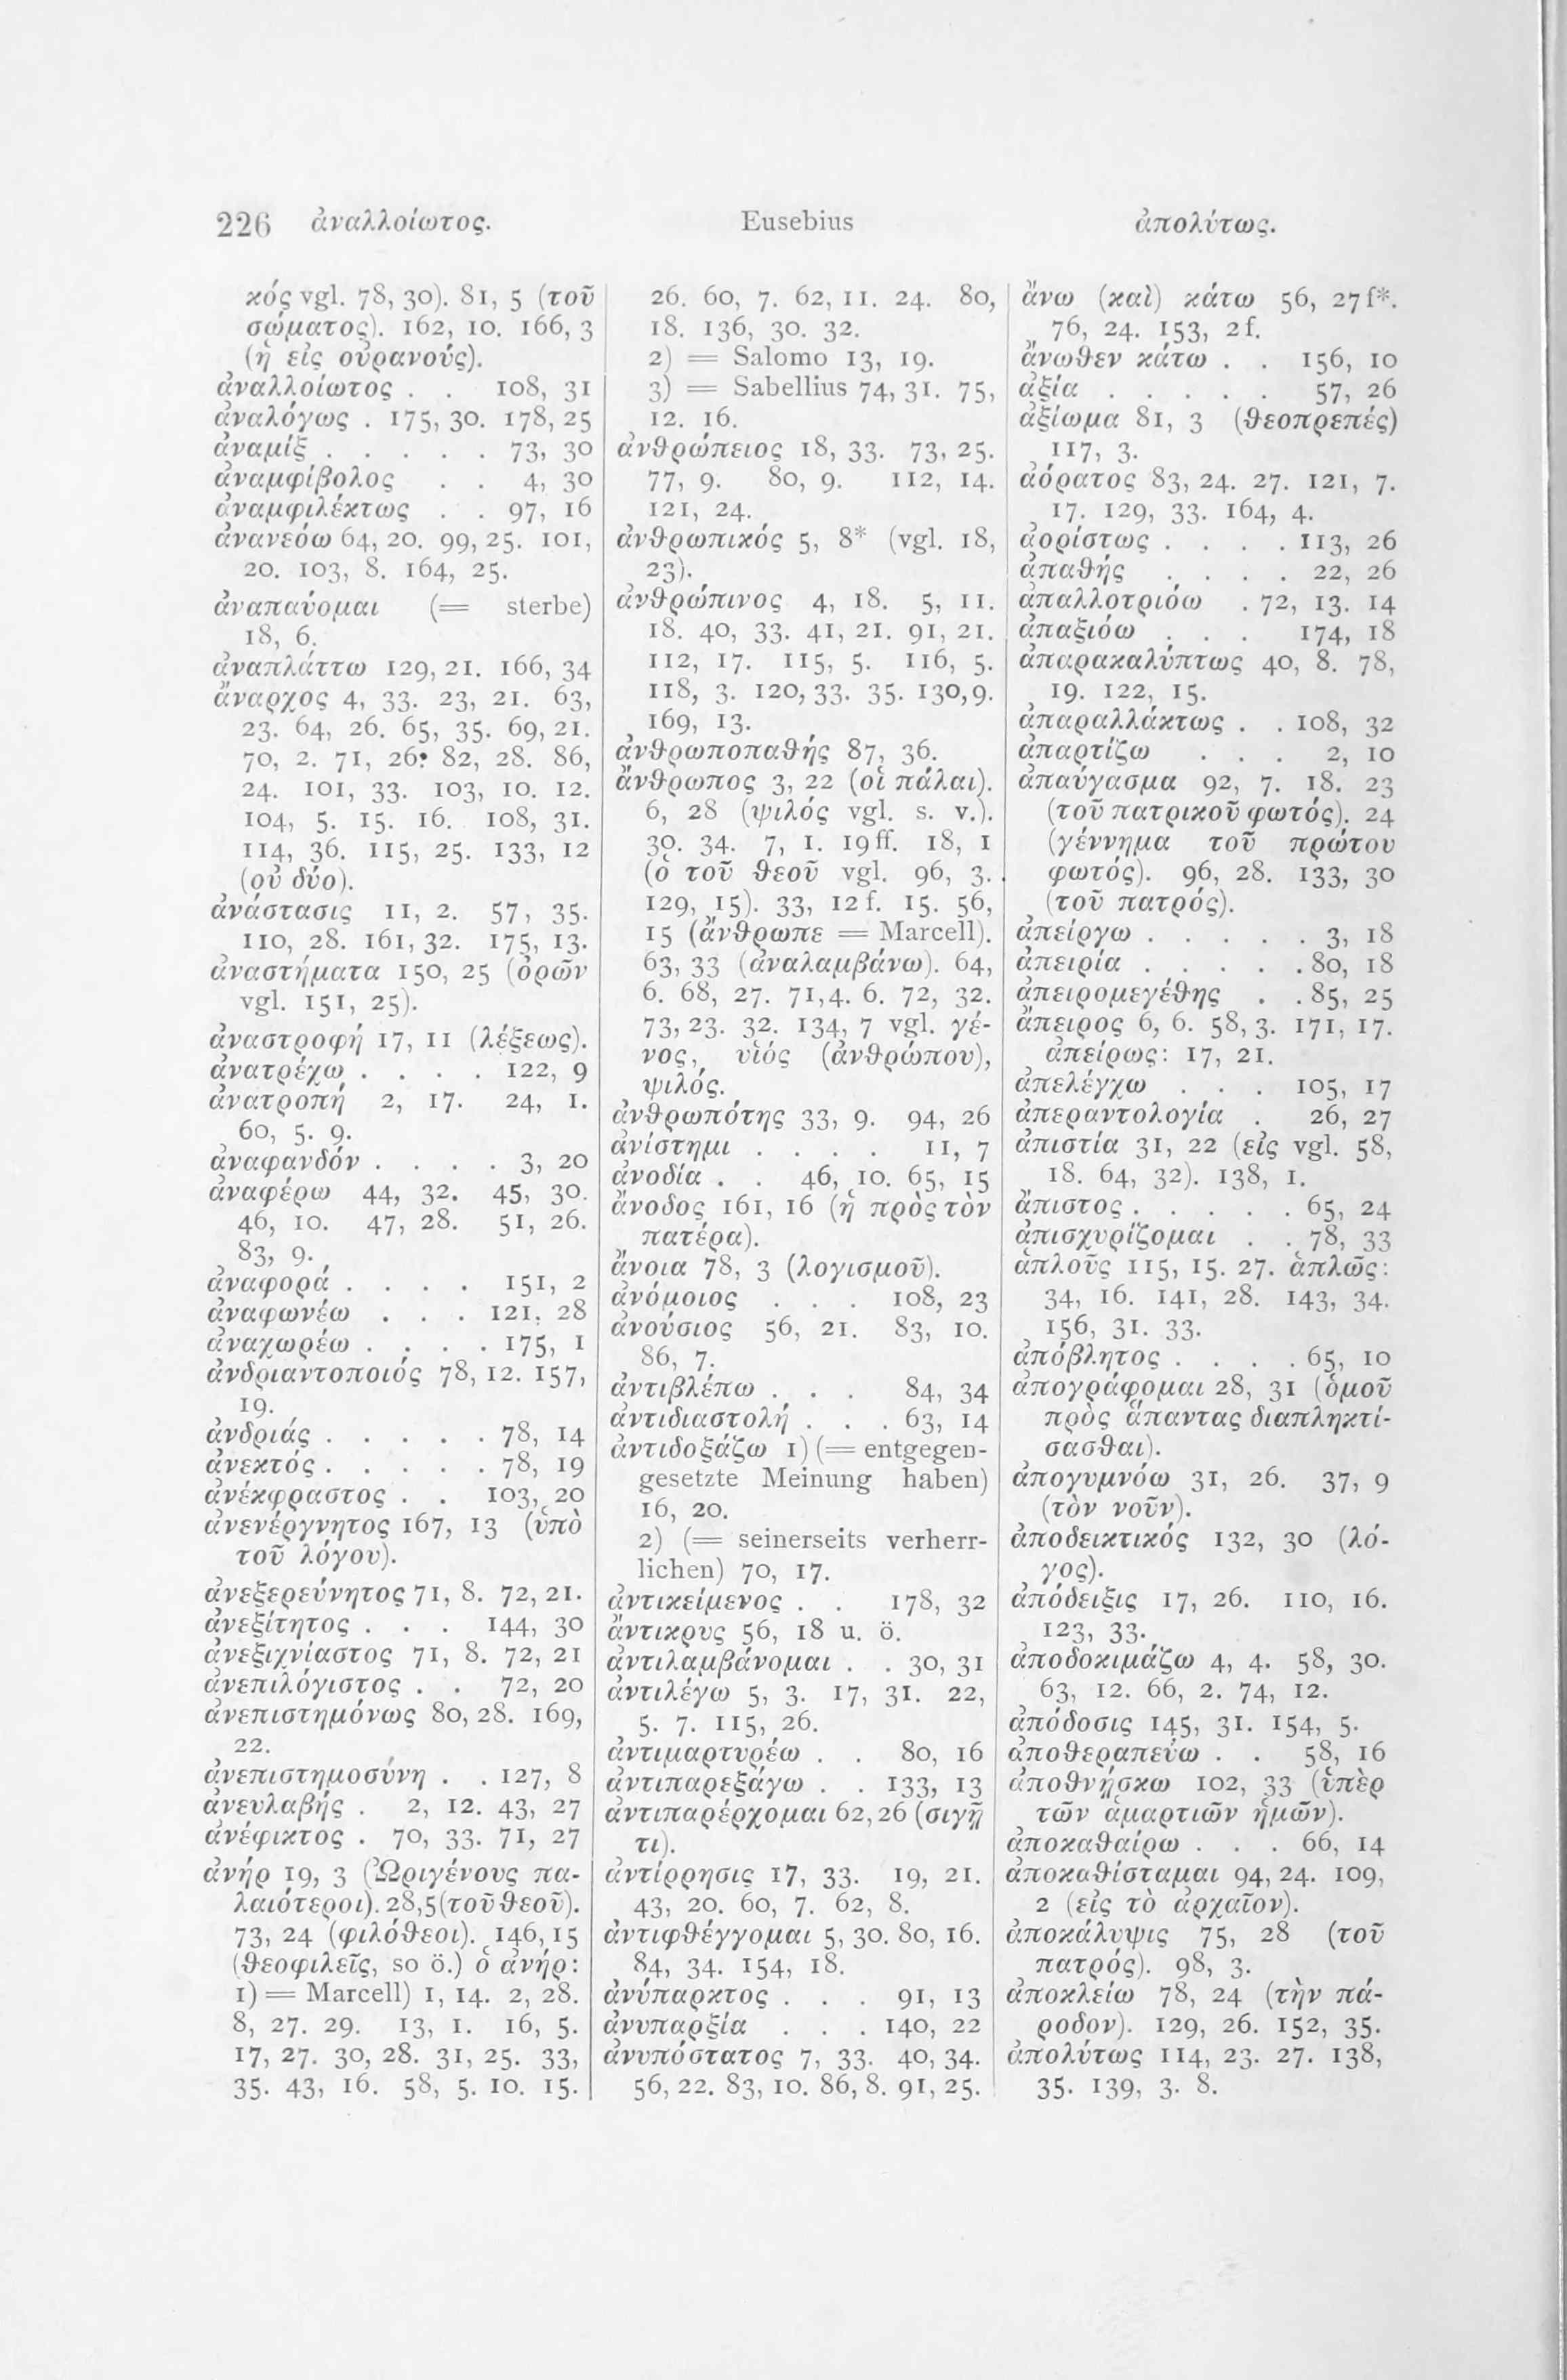 226 ἀναλλοίωτος. Eusebius ἀπολύτως.
κός vgl. 78, 30). 81, 5 (τοῦ
σώματος). 162, 10. 166, 3
(ἡ εἰς οὐρανούς).
ἀναλλοίωτος . . 108, 31
ἀναλόγως . 175, 30. 178, 25
ἀναμίξ . . . . . 73, 30
ἀναμφίβολος . . 4, 30
ἀναμφιλέκτως . . 97, 16
ἀνανεόω 64, 20. 99, 25. 101,
20. 103, 8. 164, 25.
ἀναπαύομαι (= sterbe)
18, 6.
ἀναπλάττω 129, 21. 166, 34
ἄναρχος 4, 33. 23, 21. 63,
23. 64, 26. 65, 35. 69, 21.
70, 2. 71, 26? 82, 28. 86,
24. 101, 33. 103, 10. 12.
104, 5. 15. 16. 108, 31.
114, 36. 115, 25. 133, 12
(οὐ δύο).
ἀνάστασις 11, 2. 57, 35.
110, 28. 161, 32. 175, 13.
ἀναστήματα 150, 25 (ὀρῶν
vgl. 151, 25).
ἀναστροφή 17, 11 (λέξεως).
ἀνατρέχω . . . . 122, 9
ἀνατροπή 2, 17. 24, 1.
60, 5. 9.
ἀναφανδόν . . . . 3, 20
ἀναφέρω 44, 32. 45, 30.
46, 10. 47, 28. 51, 26.
83, 9.
ἀναφορά . . . . 151, 2
ἀναφωνέω . . . 121, 28
ἀναχωρέω . . . . 175, 1
ἀνδριαντοποιός 78, 12. 157,
19.
ἀνδριάς . . . . . 78, 14
ἀνεκτός . . . . . 78, 19
ἀνέκφραστος . . 103, 20
ἀνενέργνητος 167, 13 (ὑπὸ
τοῦ λόγου).
ἀνεξερεύνητος 71, 8. 72, 21.
ἀνεξίτητος . . . 144, 30
ἀνεξιχνίαστος 71, 8. 72, 21
ἀνεπιλόγιστος . . 72, 20
ἀνεπιστημόνως 80, 28. 169,
22.
ἀνεπιστημοσύνη . . 127, 8
ἀνευλαβής . 2, 12. 43, 27
ἀνέφικτος . 70, 33. 71, 27
ἀνήρ 19, 3 (Ὠριγένους πα-
λαιότεροι). 28, 5 (τοῦ θεοῦ).
73, 24 (φιλόθεοι). 146, 15
(θεοφιλεῖς, so ö.) ὁ ἀνήρ:
1) = Marcell) 1, 14. 2, 28.
8, 27. 29. 13, 1. 16, 5.
17, 27. 30, 28. 31, 25. 33,
35. 43, 16. 58, 5. 10. 15.
26. 60, 7. 62, 11. 24. 80,
18. 136, 30. 32.
2) = Salomo 13, 19.
3) = Sabellius 74, 31. 75,
12. 16.
ἀνθρώπειος 18, 33. 73, 25.
77, 9. 80, 9. 112, 14.
121, 24.
ἀνθρωπικός 5, 8* (vgl. 18,
23).
ἀνθρώπινος 4, 18. 5, 11.
18. 40, 33. 41, 21. 91, 21.
112, 17. 115, 5. 116, 5.
118, 3. 120, 33. 35. 130, 9.
169, 13.
ἀνθρωποπαθής 87, 36.
ἄνθρωπος 3, 22 (οἱ πάλαι).
6, 28 (ψιλός vgl. s. v.).
30. 34. 7, 1. 19 ff. 18, 1
(ὁ τοῦ θεοῦ vgl. 96, 3.
129, 15). 33, 12 f. 15. 56,
15 (ἄνθρωπε = Marcell).
63, 33 (ἀναλαμβάνω). 64,
6. 68, 27. 71, 4. 6. 72, 32.
73, 23. 32. 134, 7 vgl. γέ-
νος, υἱός (ἀνθρώπου),
ψιλός.
ἀνθρωπότης 33, 9. 94, 26
ἀνίστημι . . . . 11, 7
ἀνοδία . . 46, 10. 65, 15
ἄνοδος 161, 16 (ἡ πρὸς τὸν
πατέρα).
ἄνοια 78, 3 (λογισμοῦ).
ἀνόμοιος . . . 108, 23
ἀνούσιος 56, 21. 83, 10.
86, 7.
ἀντιβλέπω . . . 84, 34
ἀντιδιαστολή . . . 63, 14
ἀντιδοξάζω 1) (= entgegen-
gesetzte Meinung haben)
16, 20.
2) (= seinerseits verherr-
lichen) 70, 17.
ἀντικείμενος . . 178, 32
ἄντικρυς 56, 18 u. ö.
ἀντιλαμβάνομαι . . 30, 31
ἀντιλέγω 5, 3. 17, 31. 22,
5. 7. 115, 26.
ἀντιμαρτυρέω . . 80, 16
ἀντιπαρεξάγω . . 133, 13
ἀντιπαρέρχομαι 62, 26 (σιγῇ
τι).
ἀντίρρησις 17, 33. 19, 21.
43, 20. 60, 7. 62, 8.
ἀντιφθέγγομαι 5, 30. 80, 16.
84, 34. 154, 18.
ἀνύπαρκτος . . . 91, 13
ἀνυπαρξία . . . 140, 22
ἀνυπόστατος 7, 33. 40, 34.
56, 22. 83, 10. 86, 8. 91, 25.
ἄνω (καὶ) κάτω 56, 27 f*.
76, 24. 153, 2 f.
ἄνωθεν κάτω . . 156, 10
ἀξία . . . . . 57, 26
ἀξίωμα 81, 3 (θεοπρεπές)
117, 3.
ἀόρατος 83, 24. 27. 121, 7.
17. 129, 33. 164, 4.
ἀορίστως . . . . 113, 26
ἀπαθής . . . . 22, 26
ἀπαλλοτριόω . 72, 13. 14
ἀπαξιόω . . . 174, 18
ἀπαρακαλύπτως 40, 8. 78,
19. 122, 15.
ἀπαραλλάκτως . . 108, 32
ἀπαρτίζω . . . 2, 10
ἀπαύγασμα 92, 7. 18. 23
(τοῦ πατρικοῦ φωτός). 24
(γέννημα τοῦ πρώτου
φωτός). 96, 28. 133, 30
(τοῦ πατρός).
ἀπείργω . . . . . 3, 18
ἀπειρία . . . . . 80, 18
ἀπειρομεγέθης . . 85, 25
ἄπειρος 6, 6. 58, 3. 171, 17.
ἀπείρως: 17, 21.
ἀπελέγχω . . . 105, 17
ἀπεραντολογία . 26, 27
ἀπιστία 31, 22 (εἰς vgl. 58,
18. 64, 32). 138, 1.
ἄπιστος . . . . . 65, 24
ἀπισχυρίζομαι . . 78, 33
ἁπλοῦς 115, 15. 27. ἁπλῶς:
34, 16. 141, 28. 143, 34.
156, 31. 33.
ἀπόβλητος . . . . 65, 10
ἀπογράφομαι 28, 31 (ὁμοῦ
πρὸς ἅπαντας διαπληκτί-
σασθαι).
ἀπογυμνόω 31, 26. 37, 9
(τὸν νοῦν).
ἀποδεικτικός 132, 30 (λό-
γος).
ἀπόδειξις 17, 26. 110, 16.
123, 33.
ἀποδοκιμάζω 4, 4. 58, 30.
63, 12. 66, 2. 74, 12.
ἀπόδοσις 145, 31. 154, 5.
ἀποθεραπεύω . . 58, 16
ἀποθνῄσκω 102, 33 (ὑπὲρ
τῶν ἁμαρτιῶν ἡμῶν).
ἀποκαθαίρω . . . 66, 14
ἀποκαθίσταμαι 94, 24. 109,
2 (εἰς τὸ ἀρχαῖον).
ἀποκάλυψις 75, 28 (τοῦ
πατρός). 98, 3.
ἀποκλείω 78, 24 (τὴν πά-
ροδον). 129, 26. 152, 35.
ἀπολύτως 114, 23. 27. 138,
35. 139, 3. 8.